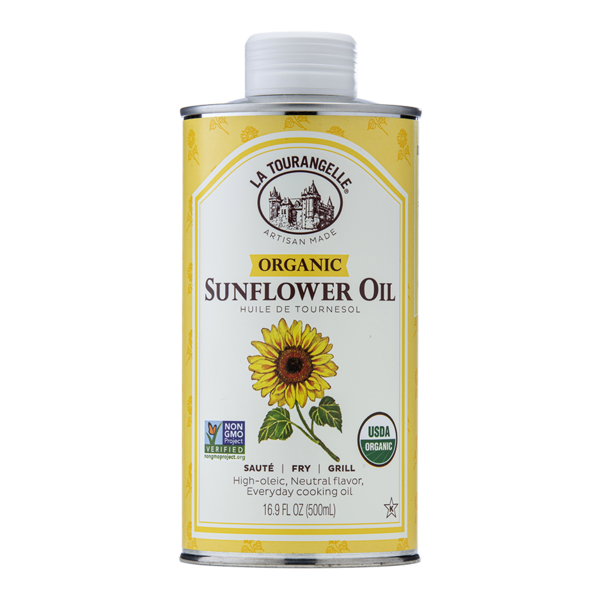 LA TOURANGELLE®
ARTISAN MADE
ORGANIC
SUNFLOWER OIL
HUILE DE TOURNESOL
NON
GMO
Project
VERIFIED
nongmoproject.org
USDA
ORGANIC
SAUTÉ | FRY | GRILL
High-oleic, Neutral flavor,
Everyday cooking oil
16.9 FL OZ (500mL)
K